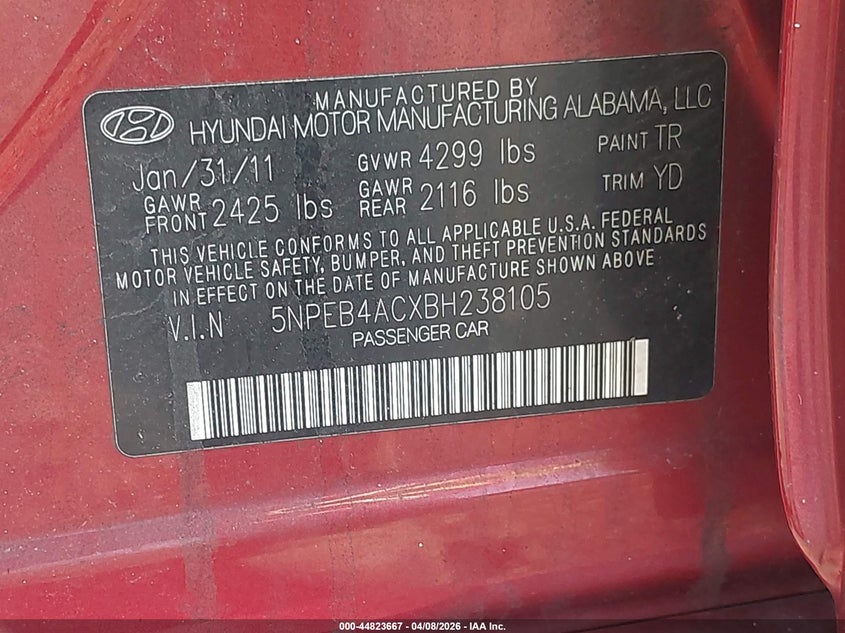 MANUFACTURED BY
HYUNDAI MOTOR MANUFACTURING ALABAMA, LLC
Jan/31/11 GVWR 4299 lbs PAINT TR
GAWR FRONT 2425 lbs GAWR REAR 2116 lbs TRIM YD
THIS VEHICLE CONFORMS TO ALL APPLICABLE U.S.A. FEDERAL
MOTOR VEHICLE SAFETY, BUMPER, AND THEFT PREVENTION STANDARDS
IN EFFECT ON THE DATE OF MANUFACTURE SHOWN ABOVE
V.I.N 5NPEB4ACXBH238105
PASSENGER CAR
000-44823667 - 04/08/2026 - IAA Inc.